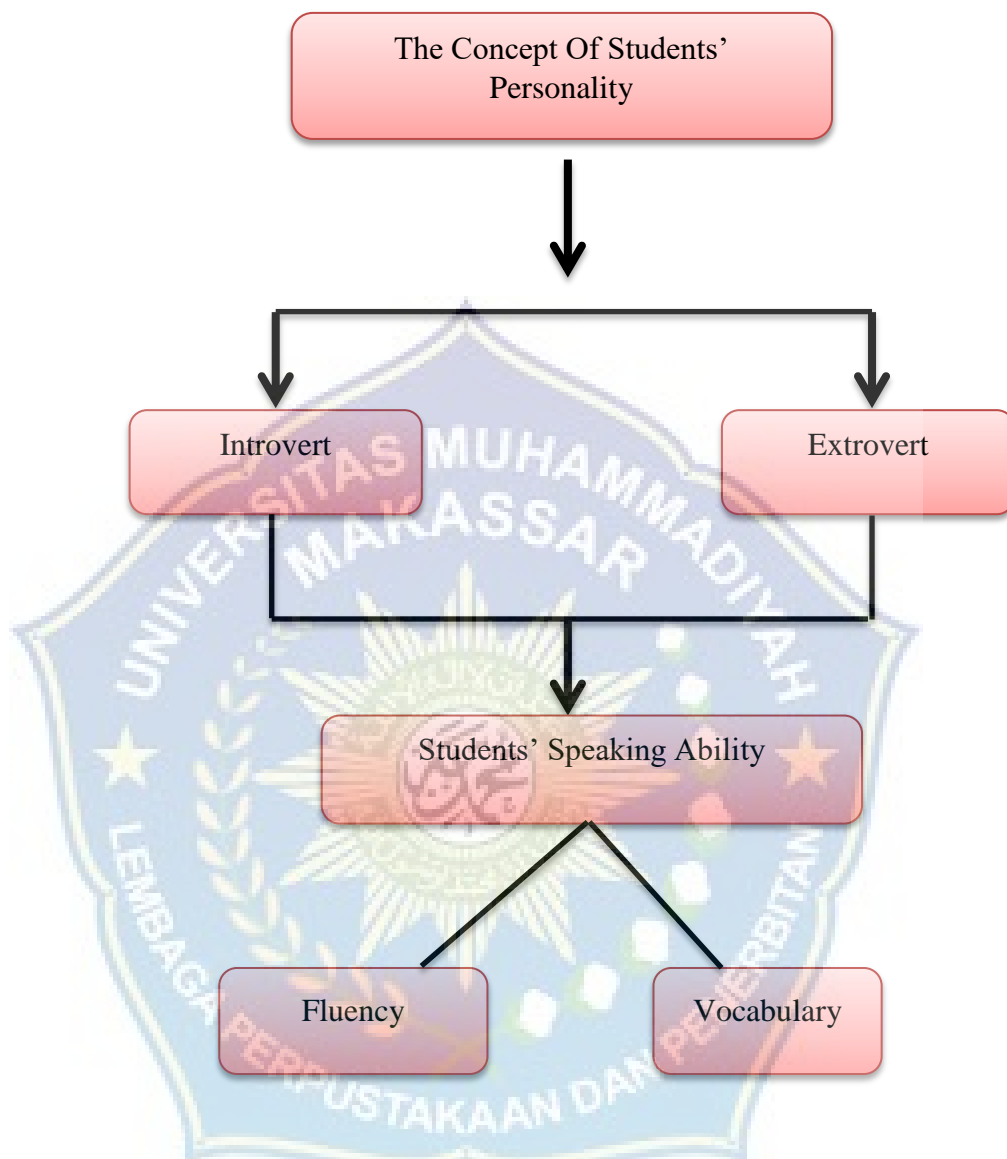 The Concept Of Students’
Personality
Introvert
Extrovert
UNIVERSITAS MUHAMMADIYAH
MAKASSAR
Students’ Speaking Ability
Fluency
Vocabulary
LEMBAGA PERPUSTAKAAN DAN PENERBITAN